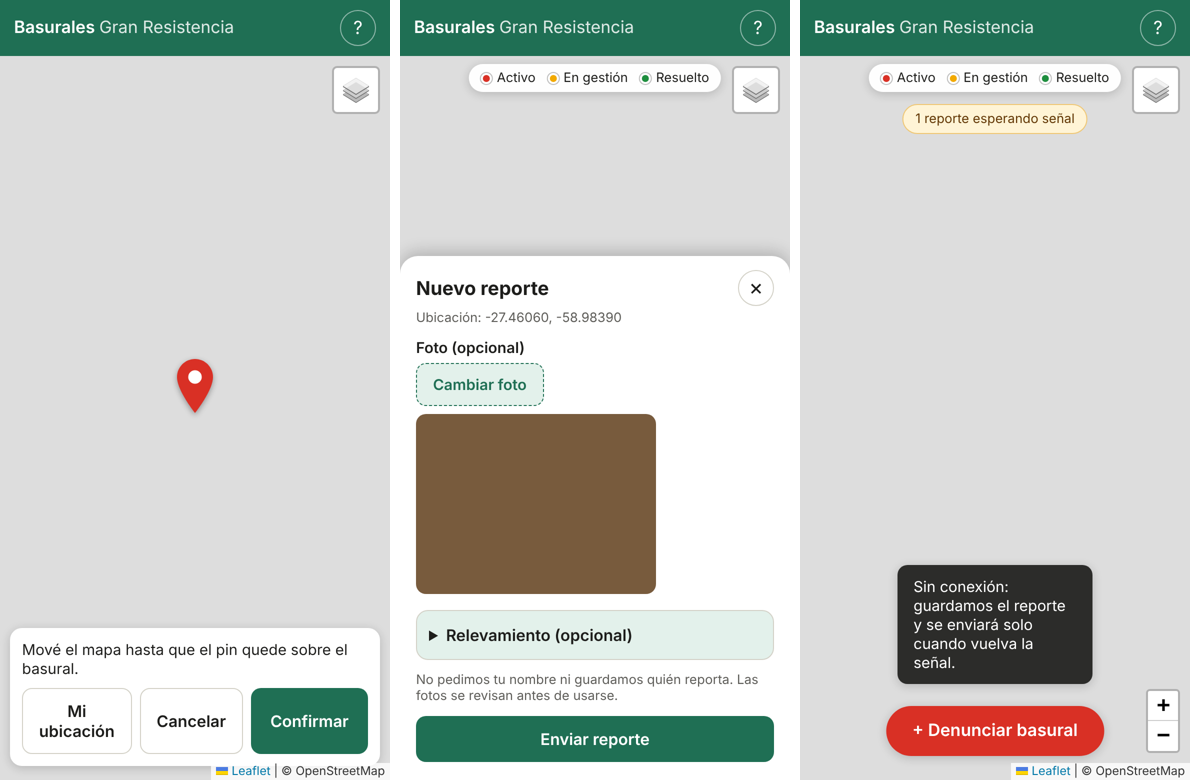 Basurales Gran Resistencia
?
Mové el mapa hasta que el pin quede sobre el
basural.
Mi
ubicación
Cancelar
Confirmar
Leaflet | © OpenStreetMap
Basurales Gran Resistencia
?
Activo
En gestión
Resuelto
Nuevo reporte
×
Ubicación: -27.46060, -58.98390
Foto (opcional)
Cambiar foto
Relevamiento (opcional)
No pedimos tu nombre ni guardamos quién reporta. Las
fotos se revisan antes de usarse.
Enviar reporte
Basurales Gran Resistencia
?
Activo
En gestión
Resuelto
1 reporte esperando señal
Sin conexión:
guardamos el reporte
y se enviará solo
cuando vuelva la
señal.
+ Denunciar basural
+
−
Leaflet | © OpenStreetMap